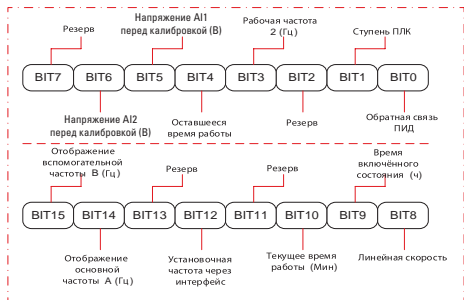 Резерв
Напряжение AI1
перед калибровкой (В)
Рабочая частота
2 (Гц)
Ступень ПЛК
BIT7 BIT6 BIT5 BIT4 BIT3 BIT2 BIT1 BIT0
Напряжение AI2
перед калибровкой (В)
Оставшееся
время работы
Резерв
Обратная связь
ПИД
Отображение
вспомогательной
частоты B (Гц)
Резерв
Резерв
Время
включённого
состояния (ч)
BIT15 BIT14 BIT13 BIT12 BIT11 BIT10 BIT9 BIT8
Отображение
основной
частоты A (Гц)
Установочная
частота через
интерфейс
Текущее время
работы (Мин)
Линейная скорость